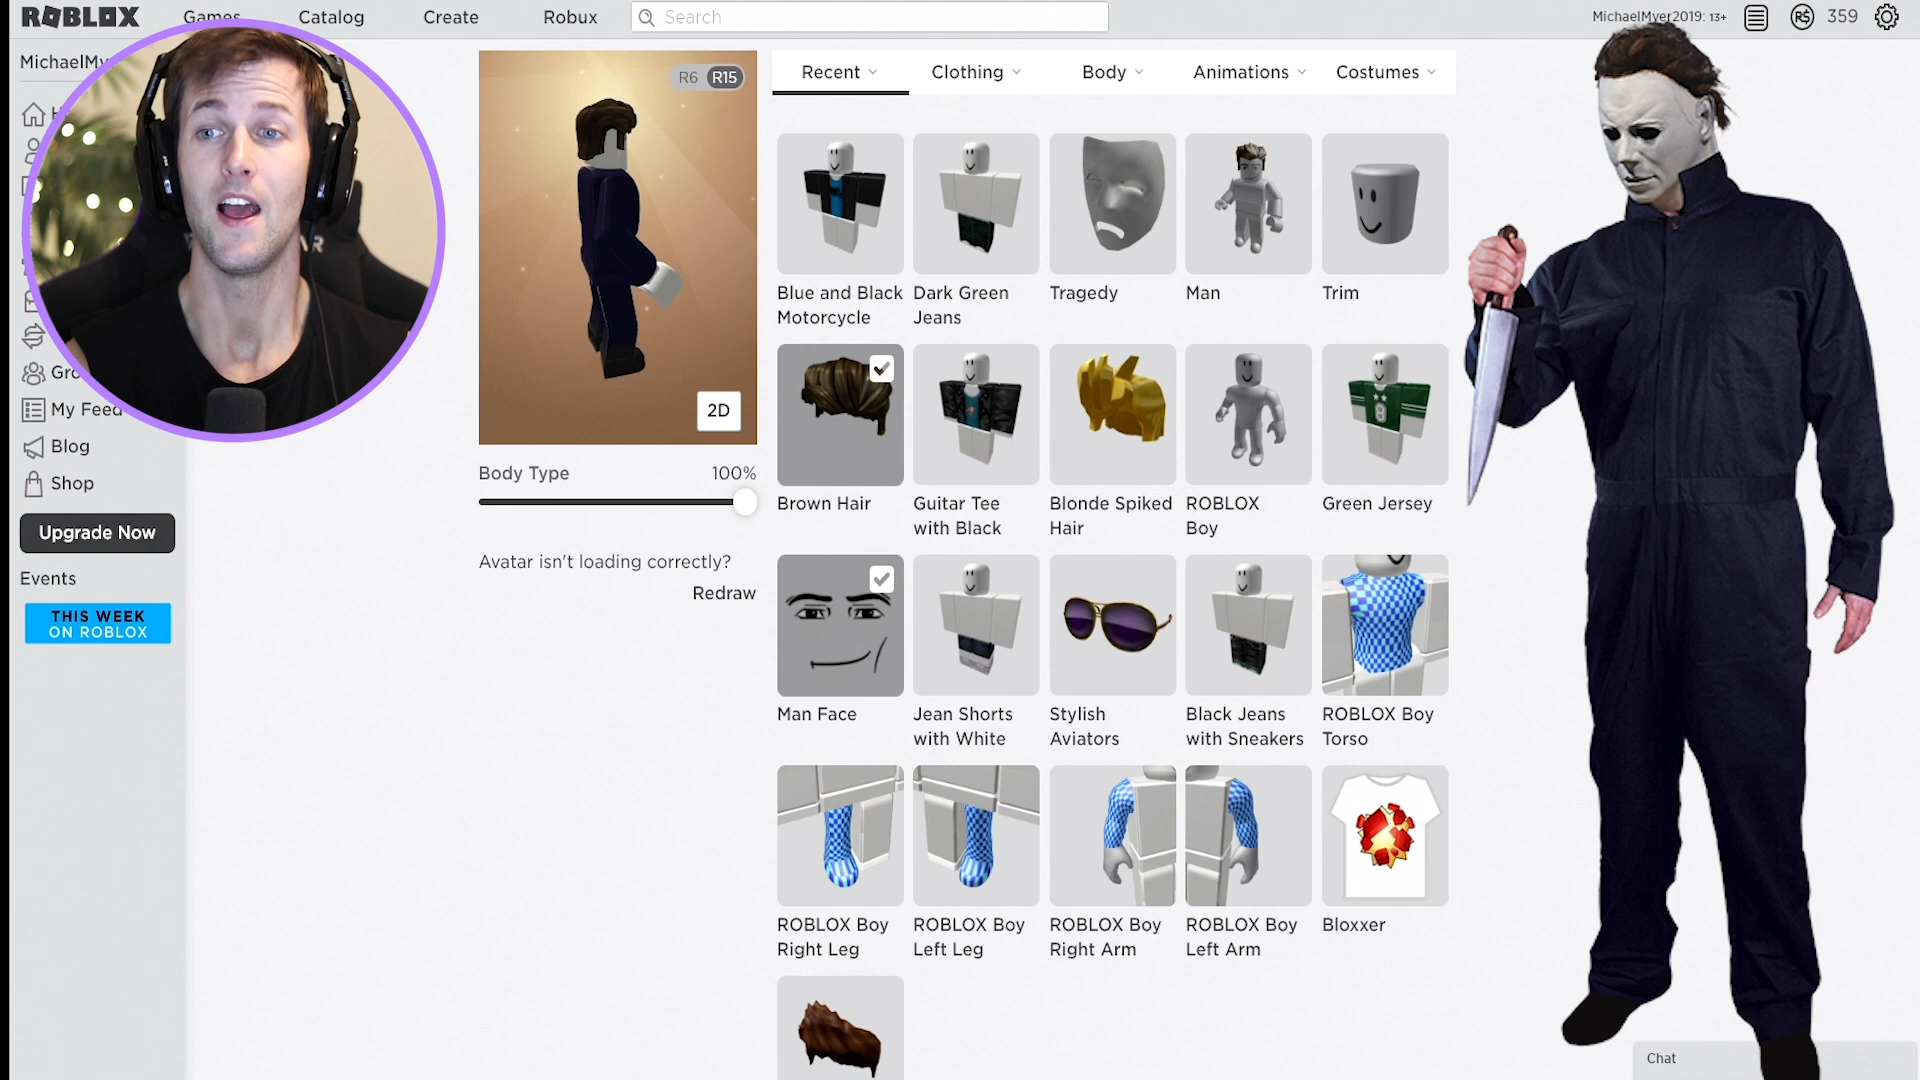 ROBLOX
Games
Catalog
Create
Robux
Search
MichaelMyer2019: 13+
R$
359
MichaelMy
R6
R15
Recent
Clothing
Body
Animations
Costumes
Blue and Black
Motorcycle
Dark Green
Jeans
Tragedy
Man
Trim
My Feed
Blog
Shop
2D
Body Type
100%
Brown Hair
Guitar Tee
with Black
Blonde Spiked
Hair
ROBLOX
Boy
Green Jersey
8
Upgrade Now
Events
THIS WEEK
ON ROBLOX
Avatar isn't loading correctly?
Redraw
Man Face
Jean Shorts
with White
Stylish
Aviators
Black Jeans
with Sneakers
ROBLOX Boy
Torso
ROBLOX Boy
Right Leg
ROBLOX Boy
Left Leg
ROBLOX Boy
Right Arm
ROBLOX Boy
Left Arm
Bloxxer
Chat